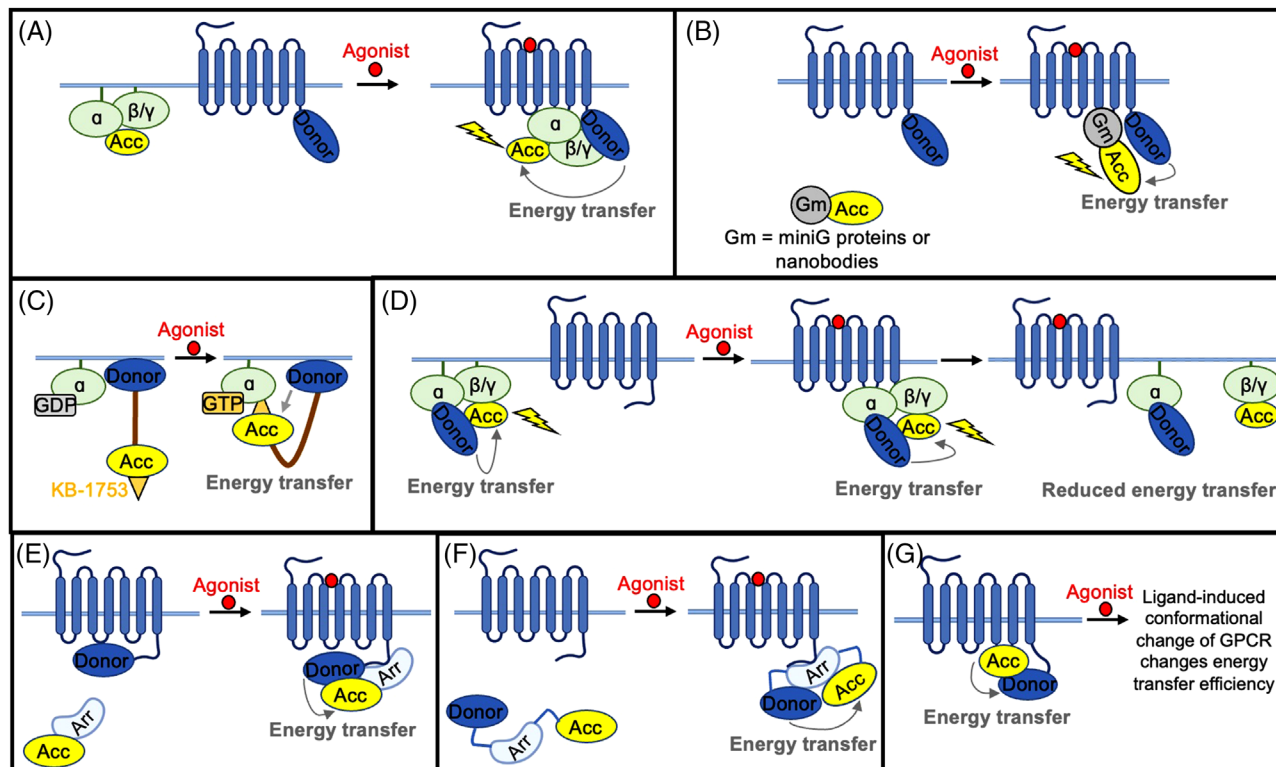 (A)
Agonist
α
β/γ
Acc
Donor
α
Acc
β/γ
Donor
Energy transfer
(B)
Agonist
Donor
Gm
Acc
Gm = miniG proteins or
nanobodies
Gm
Acc
Donor
Energy transfer
(C)
Agonist
α
GDP
Donor
Acc
KB-1753
α
GTP
Acc
Donor
Energy transfer
(D)
Agonist
α
β/γ
Acc
Donor
Energy transfer
α
β/γ
Acc
Donor
Energy transfer
α
Donor
β/γ
Acc
Reduced energy transfer
(E)
Agonist
Donor
Arr
Acc
Donor
Arr
Acc
Energy transfer
(F)
Agonist
Donor
Arr
Acc
Arr
Donor
Acc
Energy transfer
(G)
Agonist
Acc
Donor
Energy transfer
Ligand-induced
conformational
change of GPCR
changes energy
transfer efficiency